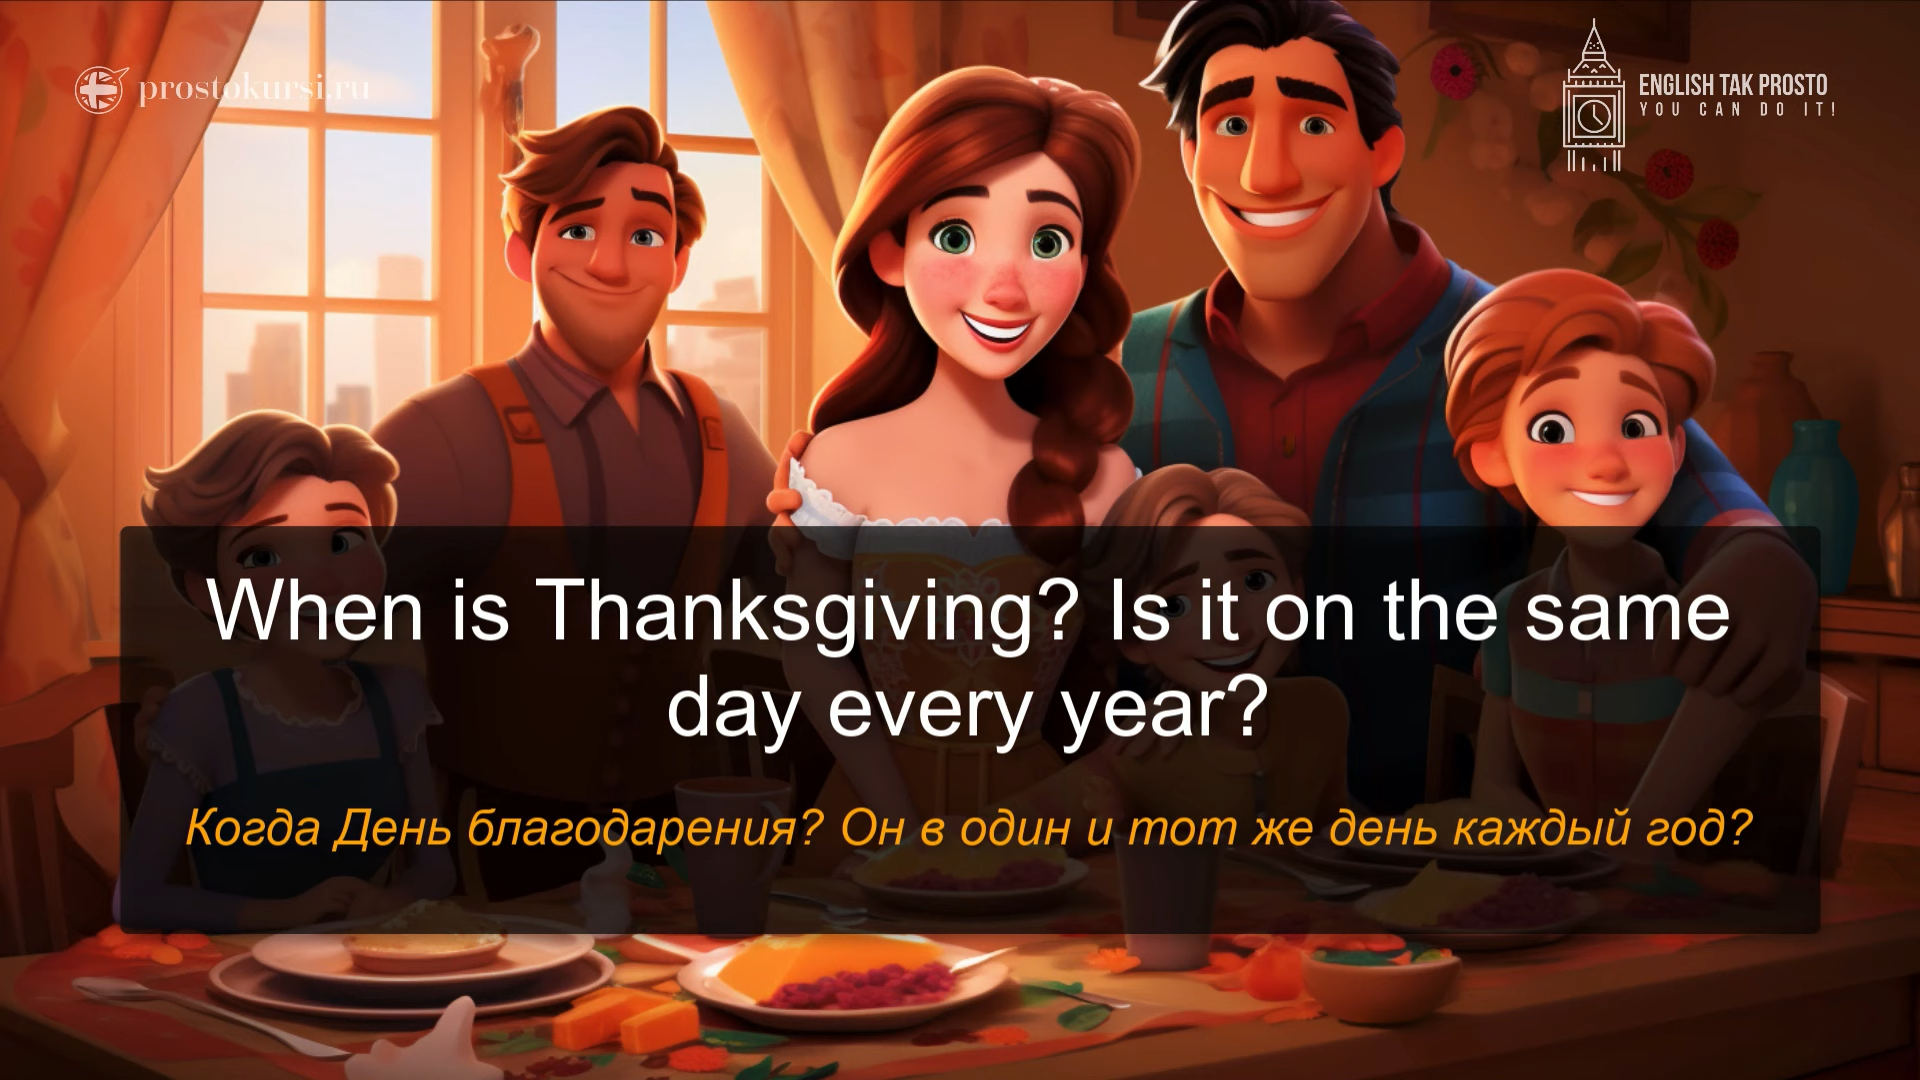 prostokursi.ru
ENGLISH TAK PROSTO
YOU CAN DO IT!
When is Thanksgiving? Is it on the same
day every year?
Когда День благодарения? Он в один и тот же день каждый год?